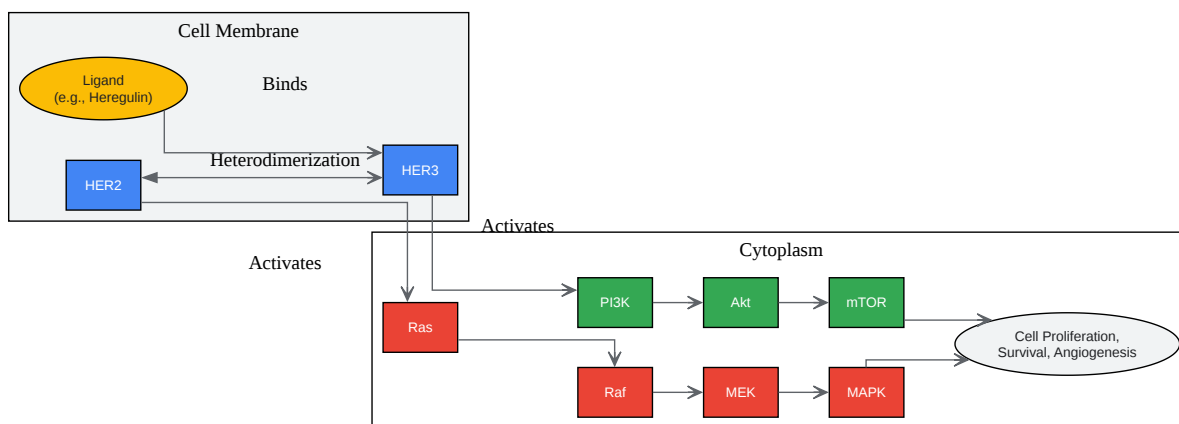 Cell Membrane
Ligand
(e.g., Heregulin)
Binds
Heterodimerization
HER2
HER3
Activates
Activates
Cytoplasm
PI3K
Akt
mTOR
Ras
Cell Proliferation,
Survival, Angiogenesis
Raf
MEK
MAPK